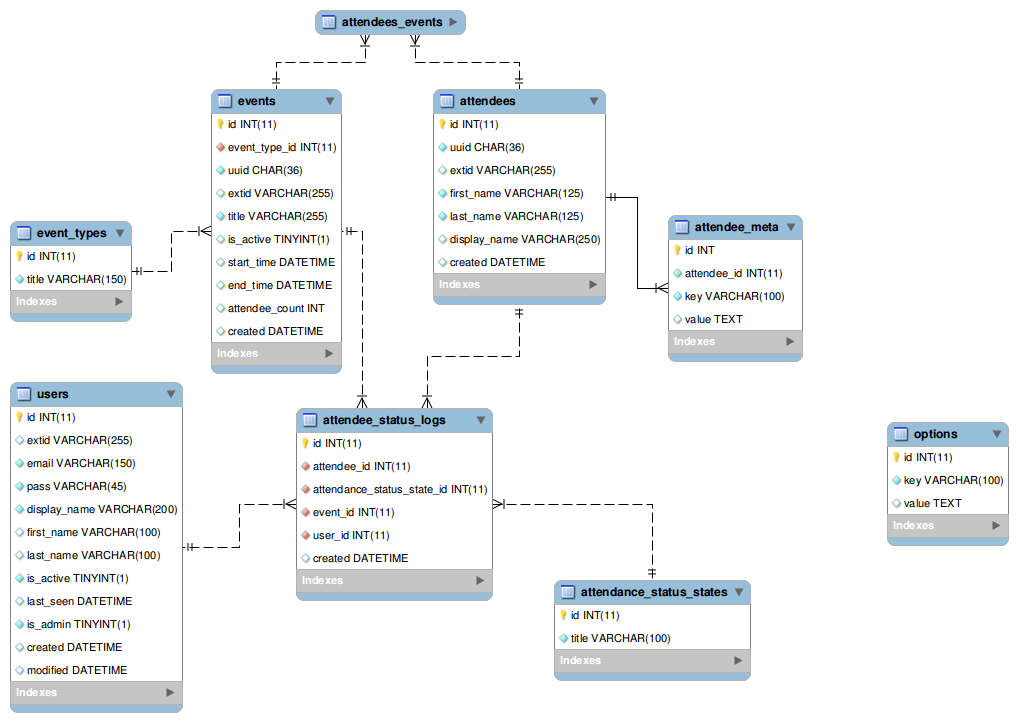 attendees_events
events
id INT(11)
event_type_id INT(11)
uuid CHAR(36)
extid VARCHAR(255)
title VARCHAR(255)
is_active TINYINT(1)
start_time DATETIME
end_time DATETIME
attendee_count INT
created DATETIME
Indexes
attendees
id INT(11)
uuid CHAR(36)
extid VARCHAR(255)
first_name VARCHAR(125)
last_name VARCHAR(125)
display_name VARCHAR(250)
created DATETIME
Indexes
event_types
id INT(11)
title VARCHAR(150)
Indexes
attendee_meta
id INT
attendee_id INT(11)
key VARCHAR(100)
value TEXT
Indexes
users
id INT(11)
extid VARCHAR(255)
email VARCHAR(150)
pass VARCHAR(45)
display_name VARCHAR(200)
first_name VARCHAR(100)
last_name VARCHAR(100)
is_active TINYINT(1)
last_seen DATETIME
is_admin TINYINT(1)
created DATETIME
modified DATETIME
Indexes
attendee_status_logs
id INT(11)
attendee_id INT(11)
attendance_status_state_id INT(11)
event_id INT(11)
user_id INT(11)
created DATETIME
Indexes
options
id INT(11)
key VARCHAR(100)
value TEXT
Indexes
attendance_status_states
id INT(11)
title VARCHAR(100)
Indexes